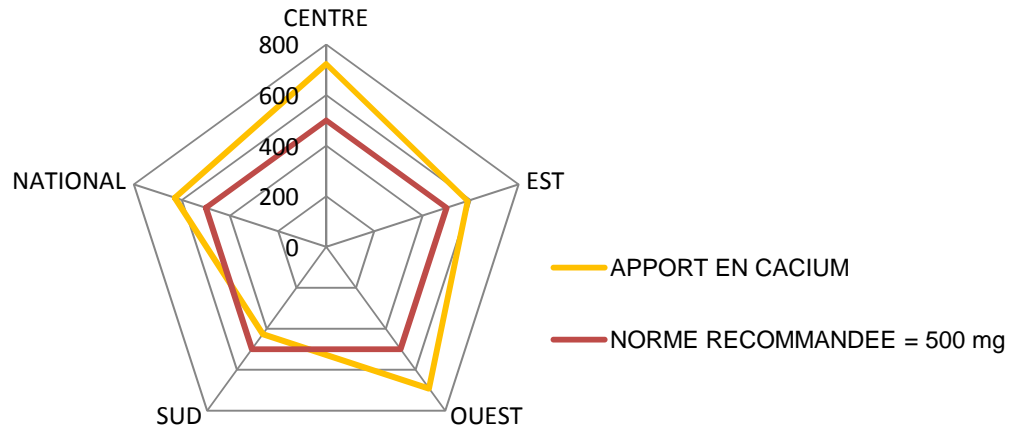 CENTRE
800
600
400
200
0
NATIONAL
EST
SUD
OUEST
APPORT EN CACIUM
NORME RECOMMANDEE = 500 mg